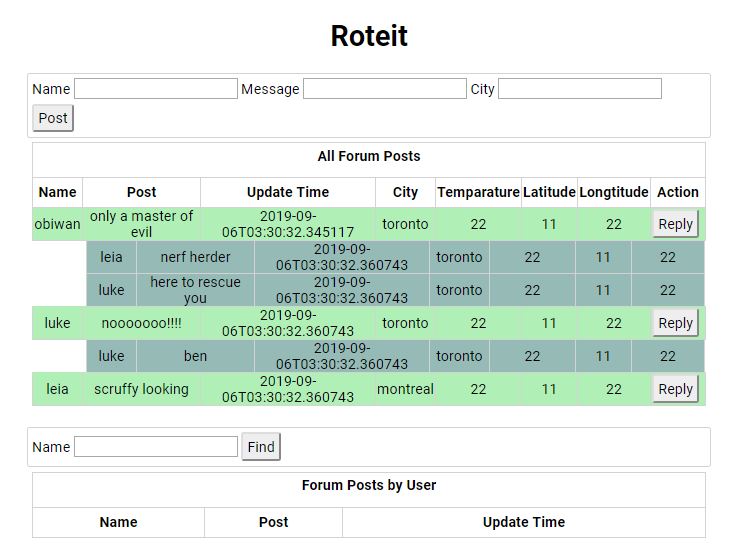 Roteit
Name Message City
Post
All Forum Posts
Name Post Update Time City Temparature Latitude Longtitude Action
obiwan only a master of evil 2019-09-06T03:30:32.345117 toronto 22 11 22 Reply
leia nerf herder 2019-09-06T03:30:32.360743 toronto 22 11 22
luke here to rescue you 2019-09-06T03:30:32.360743 toronto 22 11 22
luke nooooooo!!!! 2019-09-06T03:30:32.360743 toronto 22 11 22 Reply
luke ben 2019-09-06T03:30:32.360743 toronto 22 11 22
leia scruffy looking 2019-09-06T03:30:32.360743 montreal 22 11 22 Reply
Name Find
Forum Posts by User
Name Post Update Time